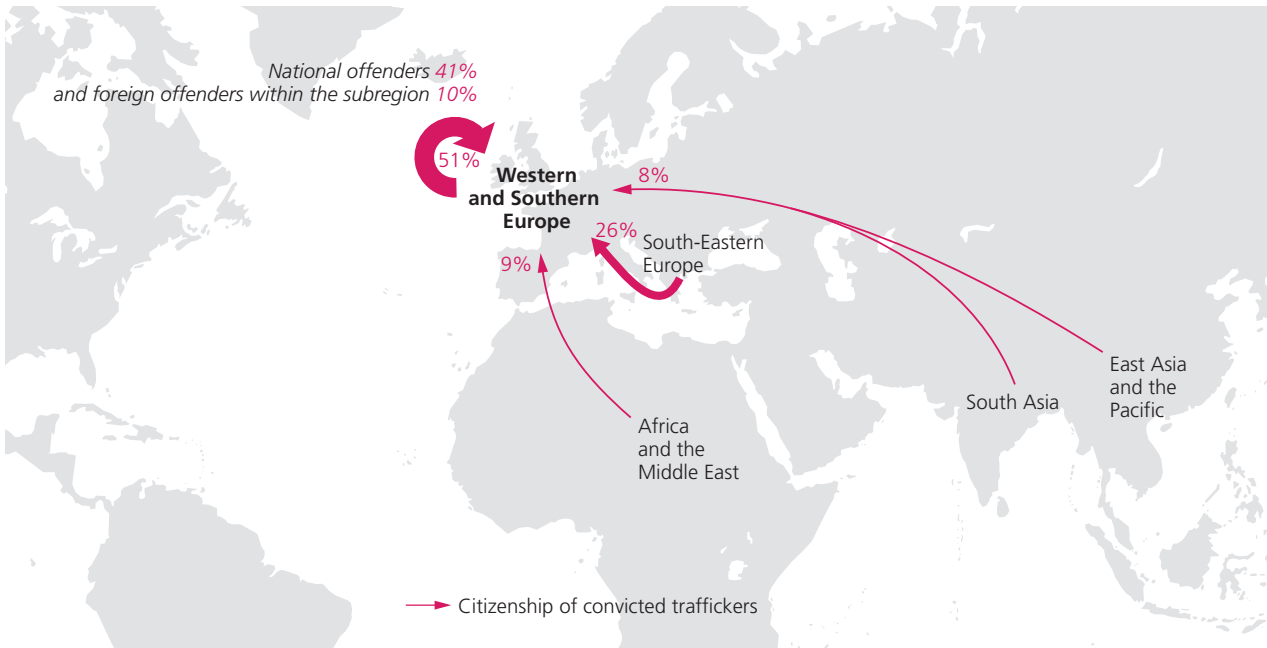 National offenders 41%
and foreign offenders within the subregion 10%
51%
Western
and Southern
Europe
8%
26%
South-Eastern
Europe
9%
East Asia
and the
Pacific
South Asia
Africa
and the
Middle East
Citizenship of convicted traffickers